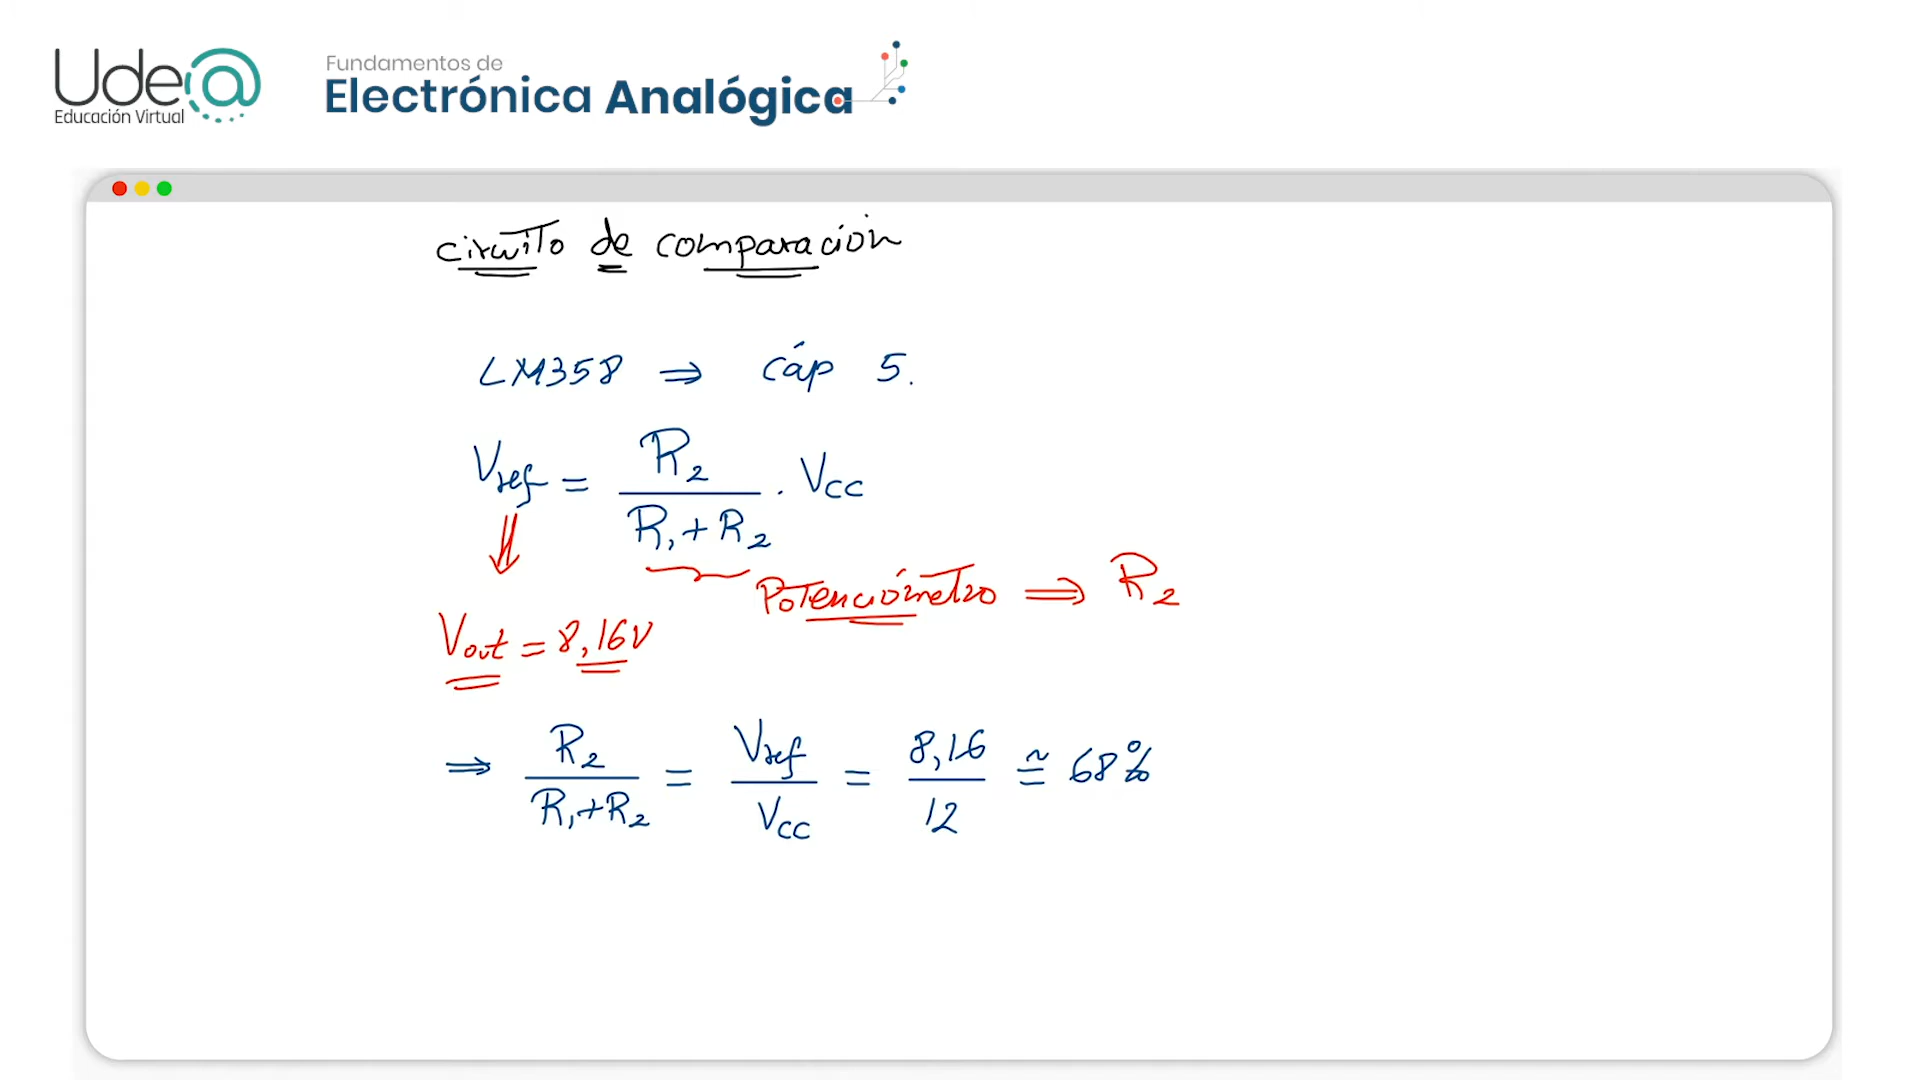 Ude@
Educación Virtual
Fundamentos de
Electrónica Analógica
circuito de comparación
LM358 ⇒ cáp 5.
Vref = R2 / (R1+R2) . Vcc
Potenciómetro ⇒ R2
Vout = 8,16V
⇒ R2 / (R1+R2) = Vref / Vcc = 8,16 / 12 ≅ 68%